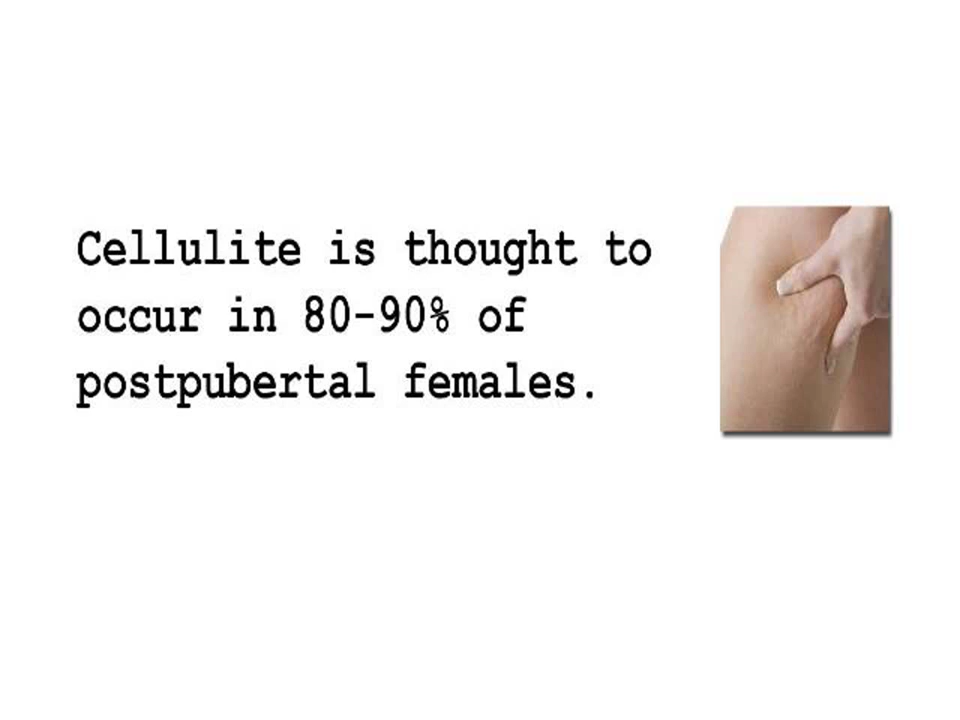 Cellulite is thought to
occur in 80-90% of
postpubertal females.